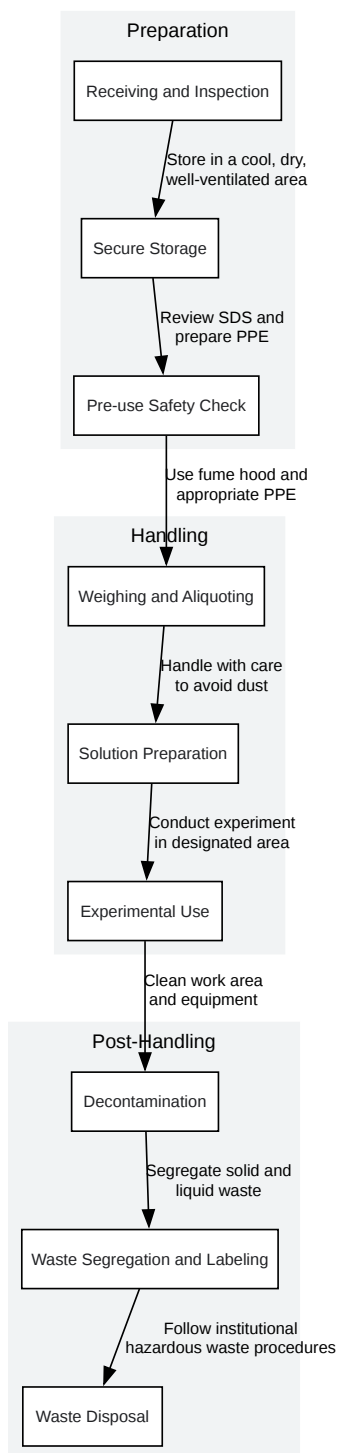 Preparation
Receiving and Inspection
Store in a cool, dry,
well-ventilated area
Secure Storage
Review SDS and
prepare PPE
Pre-use Safety Check
Use fume hood and
appropriate PPE
Handling
Weighing and Aliquoting
Handle with care
to avoid dust
Solution Preparation
Conduct experiment
in designated area
Experimental Use
Clean work area
and equipment
Post-Handling
Decontamination
Segregate solid and
liquid waste
Waste Segregation and Labeling
Follow institutional
hazardous waste procedures
Waste Disposal